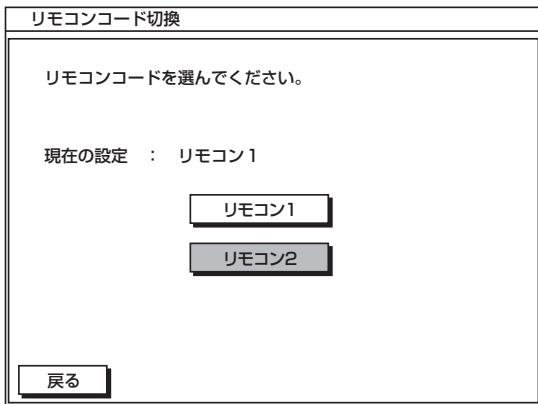 リモコンコード切換
リモコンコードを選んでください。
現在の設定 ： リモコン1
リモコン1
リモコン2
戻る